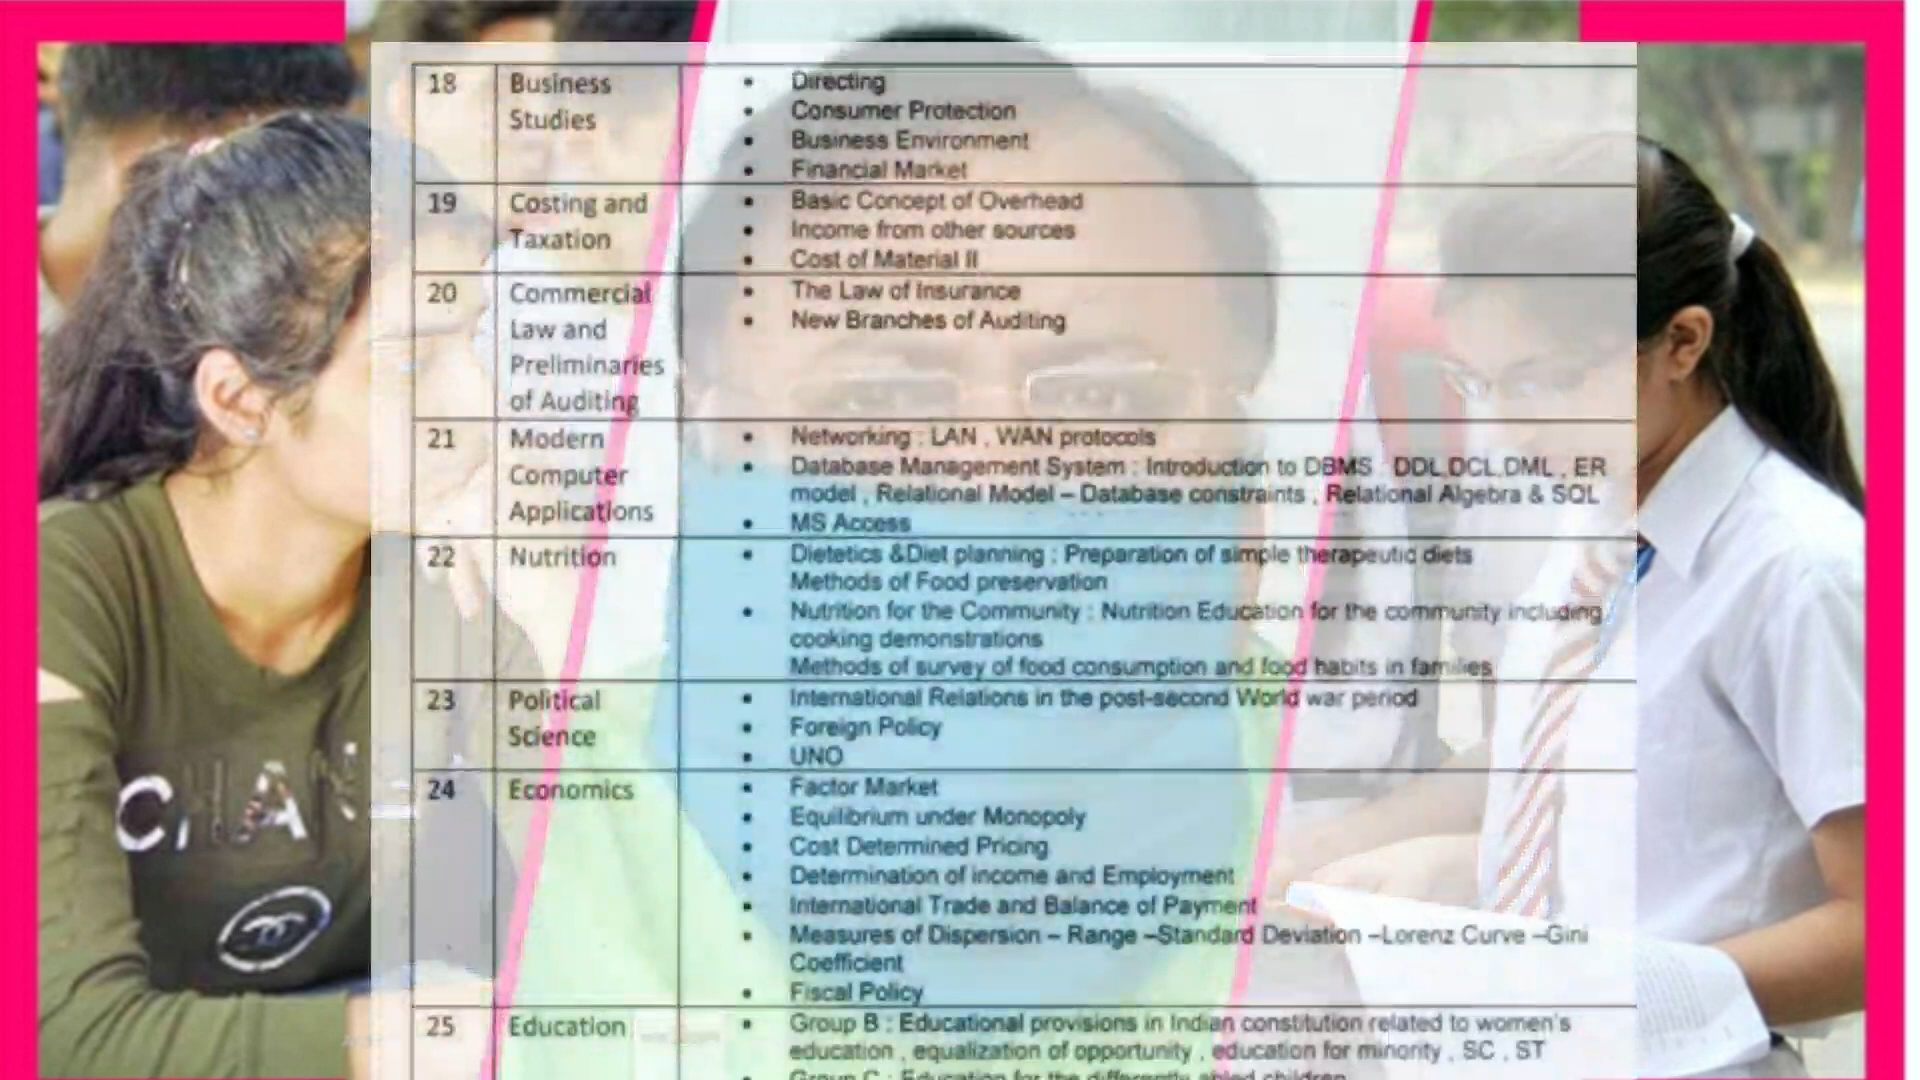 18 Business Studies
• Directing
• Consumer Protection
• Business Environment
• Financial Market
19 Costing and Taxation
• Basic Concept of Overhead
• Income from other sources
• Cost of Material II
20 Commercial Law and Preliminaries of Auditing
• The Law of Insurance
• New Branches of Auditing
21 Modern Computer Applications
• Networking : LAN , WAN protocols
• Database Management System : Introduction to DBMS : DDL,DCL,DML , ER
model , Relational Model – Database constraints , Relational Algebra & SQL
• MS Access
22 Nutrition
• Dietetics &Diet planning : Preparation of simple therapeutic diets
Methods of Food preservation
• Nutrition for the Community : Nutrition Education for the community including
cooking demonstrations
Methods of survey of food consumption and food habits in families
23 Political Science
• International Relations in the post-second World war period
• Foreign Policy
• UNO
24 Economics
• Factor Market
• Equilibrium under Monopoly
• Cost Determined Pricing
• Determination of income and Employment
• International Trade and Balance of Payment
• Measures of Dispersion – Range –Standard Deviation –Lorenz Curve –Gini
Coefficient
• Fiscal Policy
25 Education
• Group B : Educational provisions in Indian constitution related to women's
education , equalization of opportunity , education for minority , SC , ST
• Group C : Education for the differently abled children
CHAN